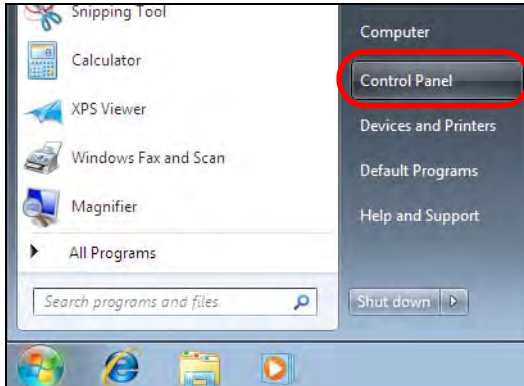 Snipping Tool
Calculator
XPS Viewer
Windows Fax and Scan
Magnifier
All Programs
Search programs and files
Computer
Control Panel
Devices and Printers
Default Programs
Help and Support
Shut down